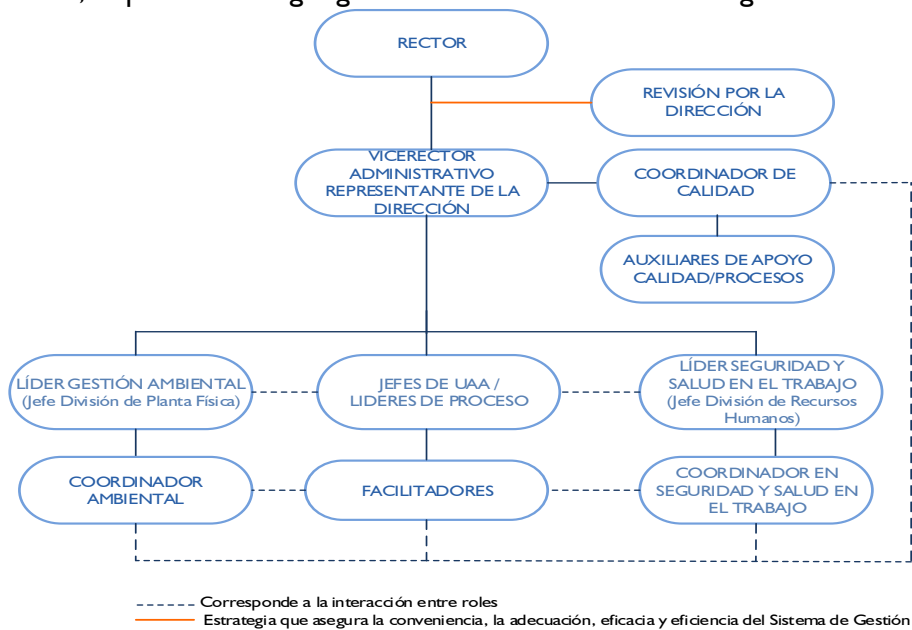 RECTOR
REVISIÓN POR LA
DIRECCIÓN
VICERECTOR
ADMINISTRATIVO
REPRESENTANTE DE LA
DIRECCIÓN
COORDINADOR DE
CALIDAD
AUXILIARES DE APOYO
CALIDAD/PROCESOS
LÍDER GESTIÓN AMBIENTAL
(Jefe División de Planta Física)
JEFES DE UAA /
LIDERES DE PROCESO
LÍDER SEGURIDAD Y
SALUD EN EL TRABAJO
(Jefe División de Recursos
Humanos)
COORDINADOR
AMBIENTAL
FACILITADORES
COORDINADOR EN
SEGURIDAD Y SALUD EN
EL TRABAJO
Corresponde a la interacción entre roles
Estrategia que asegura la conveniencia, la adecuación, eficacia y eficiencia del Sistema de Gestión